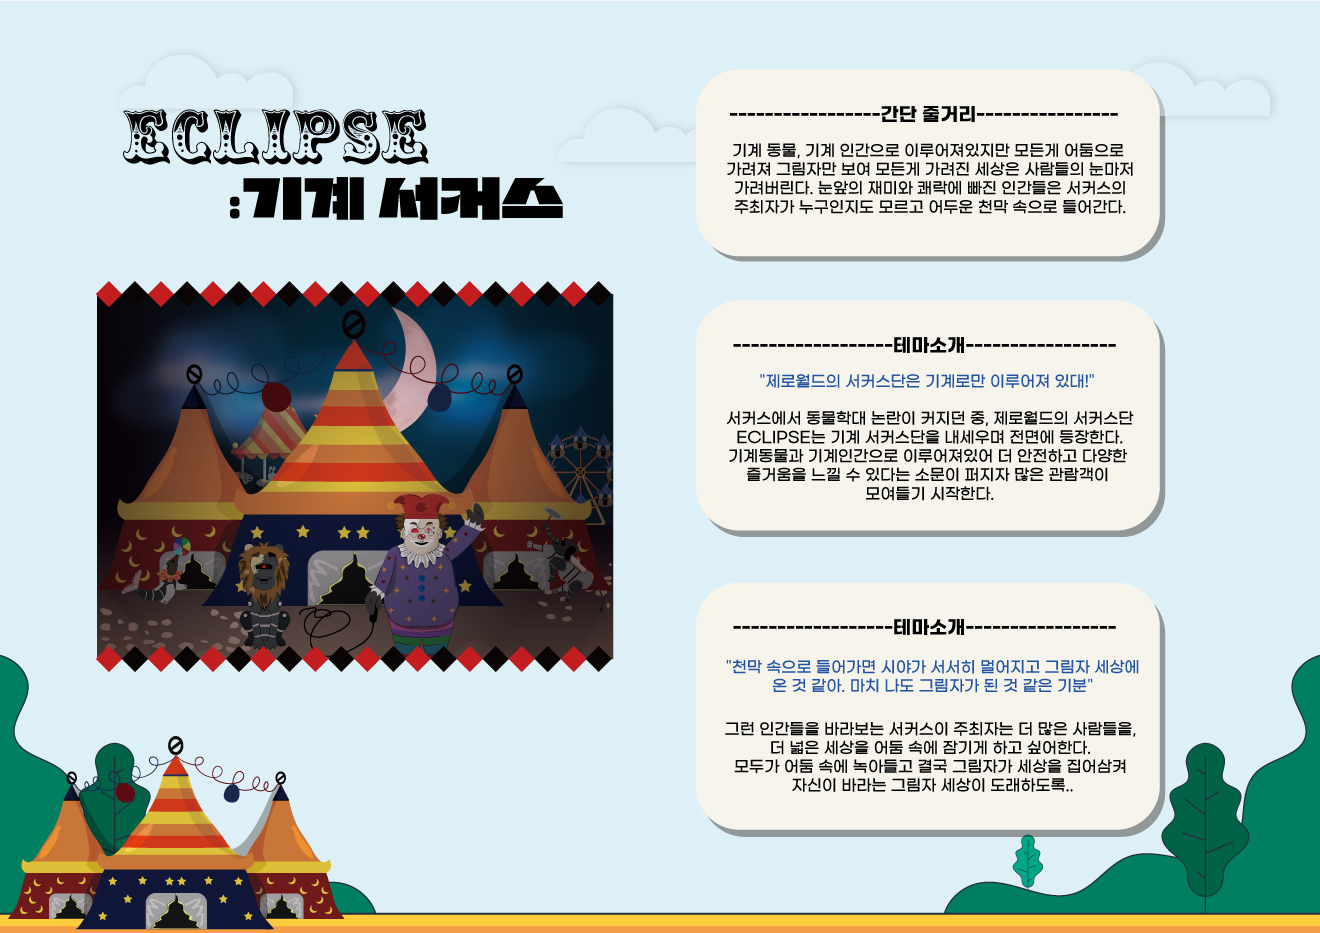 ECLIPSE
:기계 서커스
-----------------간단 줄거리----------------
기계 동물, 기계 인간으로 이루어져있지만 모든게 어둠으로
가려져 그림자만 보여 모든게 가려진 세상은 사람들의 눈마저
가려버린다. 눈앞의 재미와 쾌락에 빠진 인간들은 서커스의
주최자가 누구인지도 모르고 어두운 천막 속으로 들어간다.
------------------테마소개-----------------
"제로월드의 서커스단은 기계로만 이루어져 있대!"
서커스에서 동물학대 논란이 커지던 중, 제로월드의 서커스단
ECLIPSE는 기계 서커스단을 내세우며 전면에 등장한다.
기계동물과 기계인간으로 이루어져있어 더 안전하고 다양한
즐거움을 느낄 수 있다는 소문이 퍼지자 많은 관람객이
모여들기 시작한다.
------------------테마소개-----------------
"천막 속으로 들어가면 시야가 서서히 멀어지고 그림자 세상에
온 것 같아. 마치 나도 그림자가 된 것 같은 기분"
그런 인간들을 바라보는 서커스이 주최자는 더 많은 사람들을,
더 넓은 세상을 어둠 속에 잠기게 하고 싶어한다.
모두가 어둠 속에 녹아들고 결국 그림자가 세상을 집어삼켜
자신이 바라는 그림자 세상이 도래하도록..